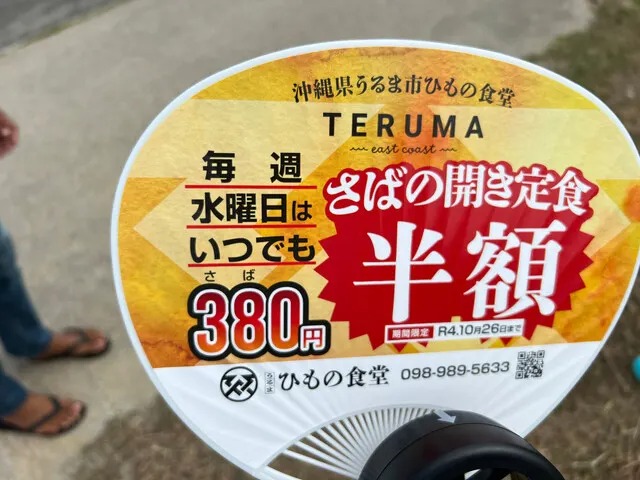 沖縄県うるま市ひもの食堂
TERUMA
east coast
毎週
水曜日は
いつでも
さば
380円
さばの開き定食
半額
期間限定 R4.10月26日まで
ひもの食堂 098-989-5633